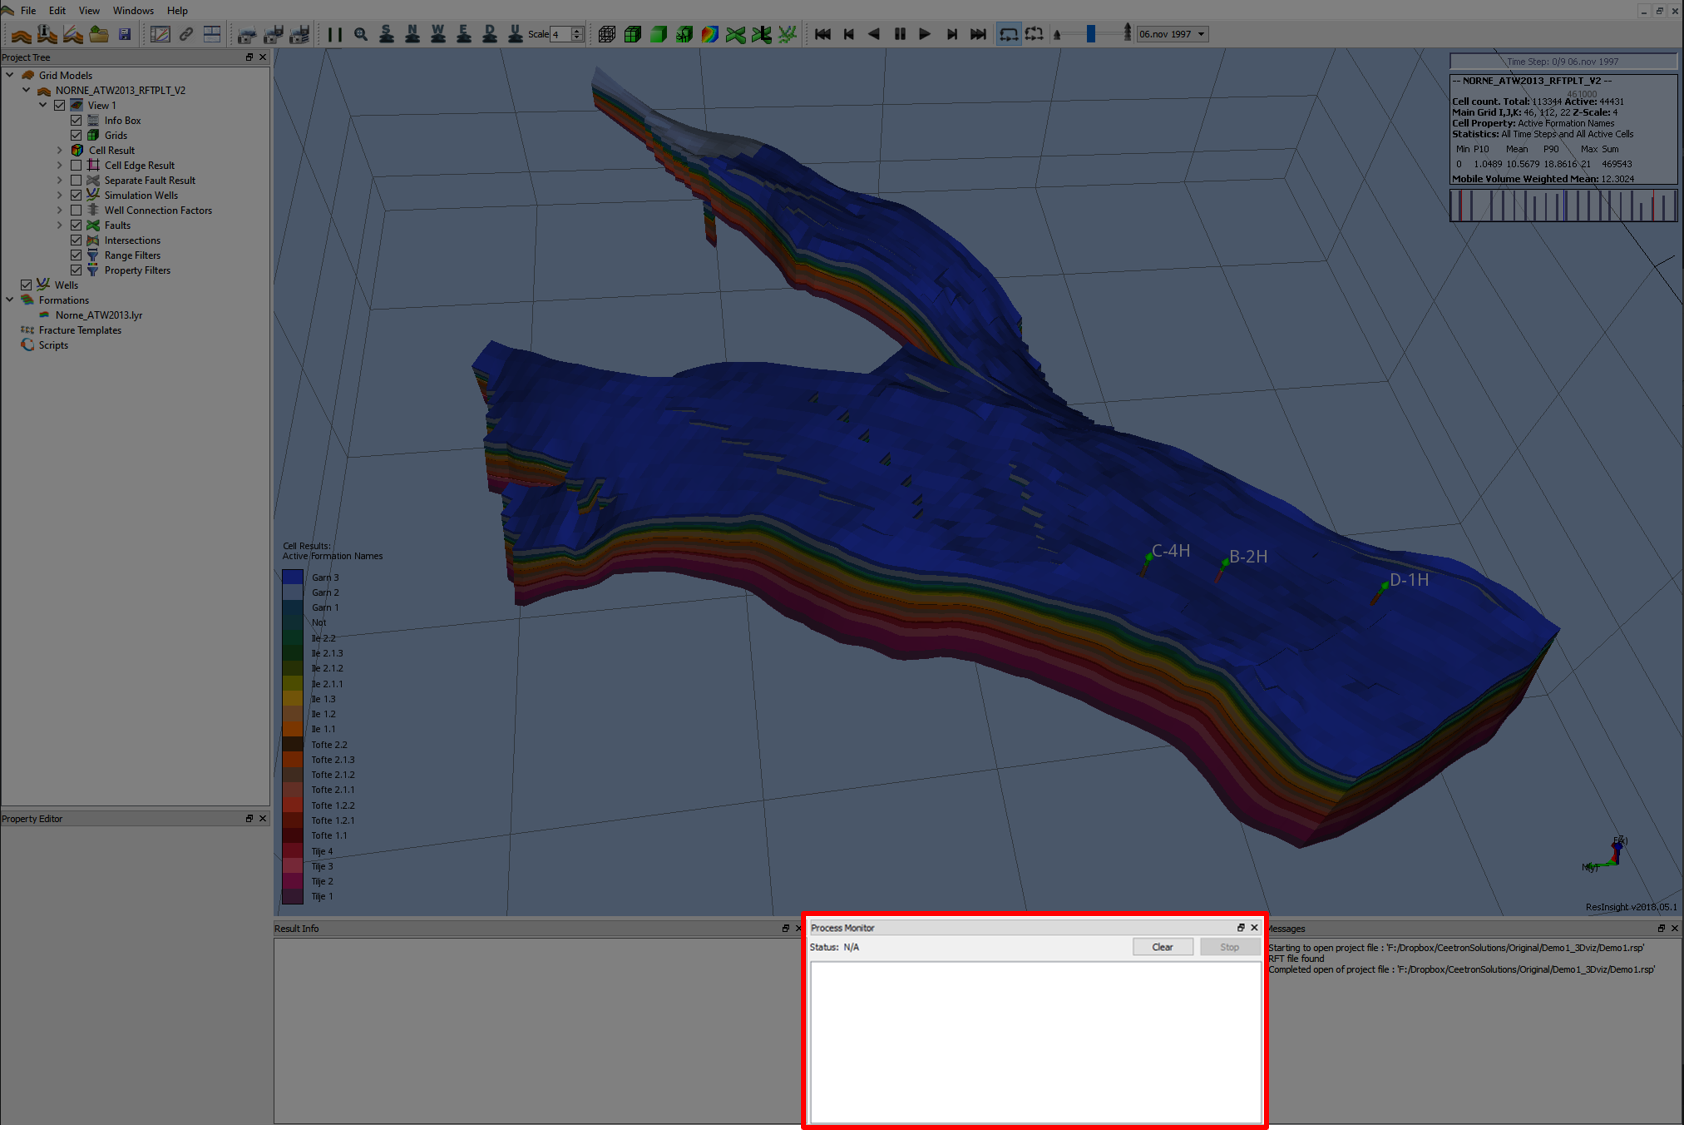 File Edit View Windows Help
S N W E D U Scale 4 06.nov 1997
Project Tree
Grid Models
NORNE_ATW2013_RFTPLT_V2
View 1
Info Box
Grids
Cell Result
Cell Edge Result
Separate Fault Result
Simulation Wells
Well Connection Factors
Faults
Intersections
Range Filters
Property Filters
Wells
Formations
Norne_ATW2013.lyr
Fracture Templates
Scripts
Property Editor
Time Step: 0/9 06.nov 1997
-- NORNE_ATW2013_RFTPLT_V2 --
461000
Cell count. Total: 113344 Active: 44431
Main Grid I,J,K: 46, 112, 22 Z-Scale: 4
Cell Property: Active Formation Names
Statistics: All Time Steps and All Active Cells
Min P10 Mean P90 Max Sum
0 1.0489 10.5679 18.8616 21 469543
Mobile Volume Weighted Mean: 12.3024
C-4H
B-2H
D-1H
Cell Results:
Active Formation Names
Garn 3
Garn 2
Garn 1
Not
Ile 2.2
Ile 2.1.3
Ile 2.1.2
Ile 2.1.1
Ile 1.3
Ile 1.2
Ile 1.1
Tofte 2.2
Tofte 2.1.3
Tofte 2.1.2
Tofte 2.1.1
Tofte 1.2.2
Tofte 1.2.1
Tofte 1.1
Tilje 4
Tilje 3
Tilje 2
Tilje 1
ResInsight v2018.05.1
Result Info
Process Monitor
Status: N/A
Clear
Stop
Messages
Starting to open project file : 'F:/Dropbox/CeetronSolutions/Original/Demo1_3Dviz/Demo1.rsp'
RFT file found
Completed open of project file : 'F:/Dropbox/CeetronSolutions/Original/Demo1_3Dviz/Demo1.rsp'